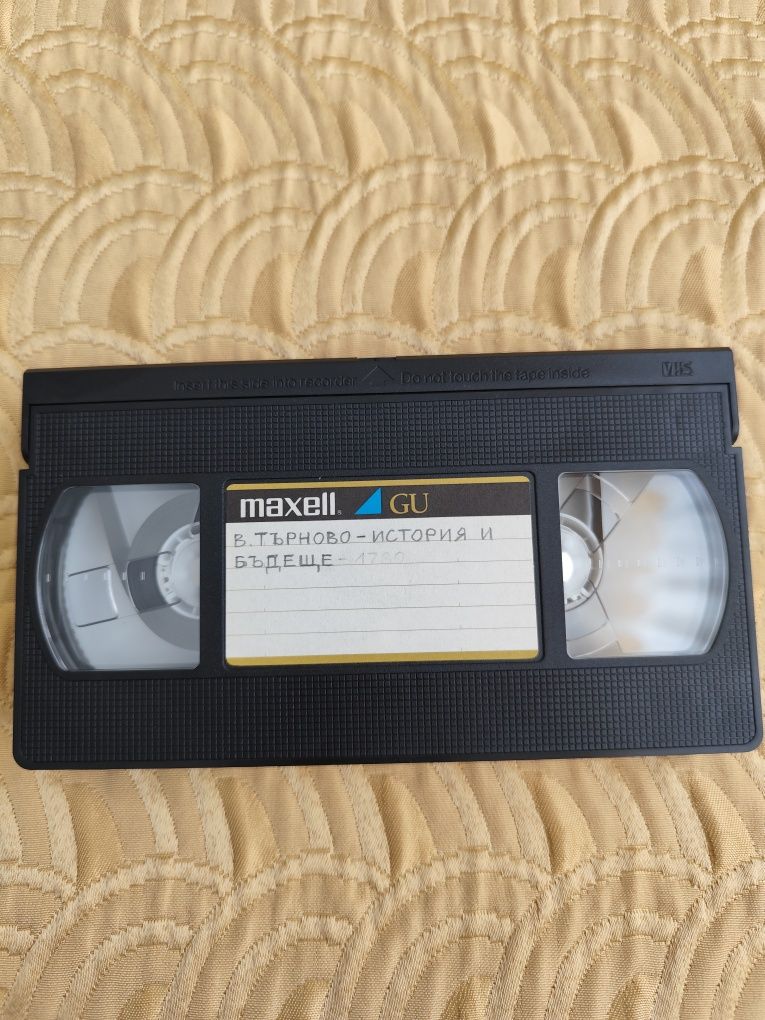 Insert this side into recorder Do not touch the tape inside VHS
maxell GU
В. ТЪРНОВО - ИСТОРИЯ И
БЪДЕЩЕ